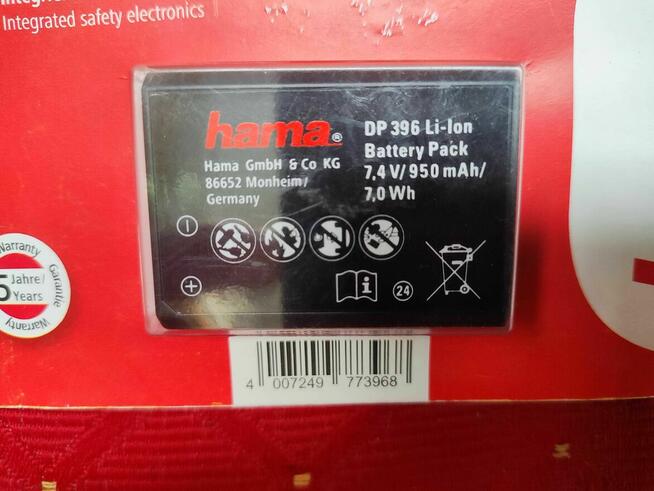 Integrated safety electronics
hama®
DP 396 Li-Ion
Battery Pack
7,4 V/ 950 mAh/
7,0 Wh
Hama GmbH & Co KG
86652 Monheim/
Germany
24
Warranty
Garantie
Warranty
5 Jahre/
Years
4 007249 773968